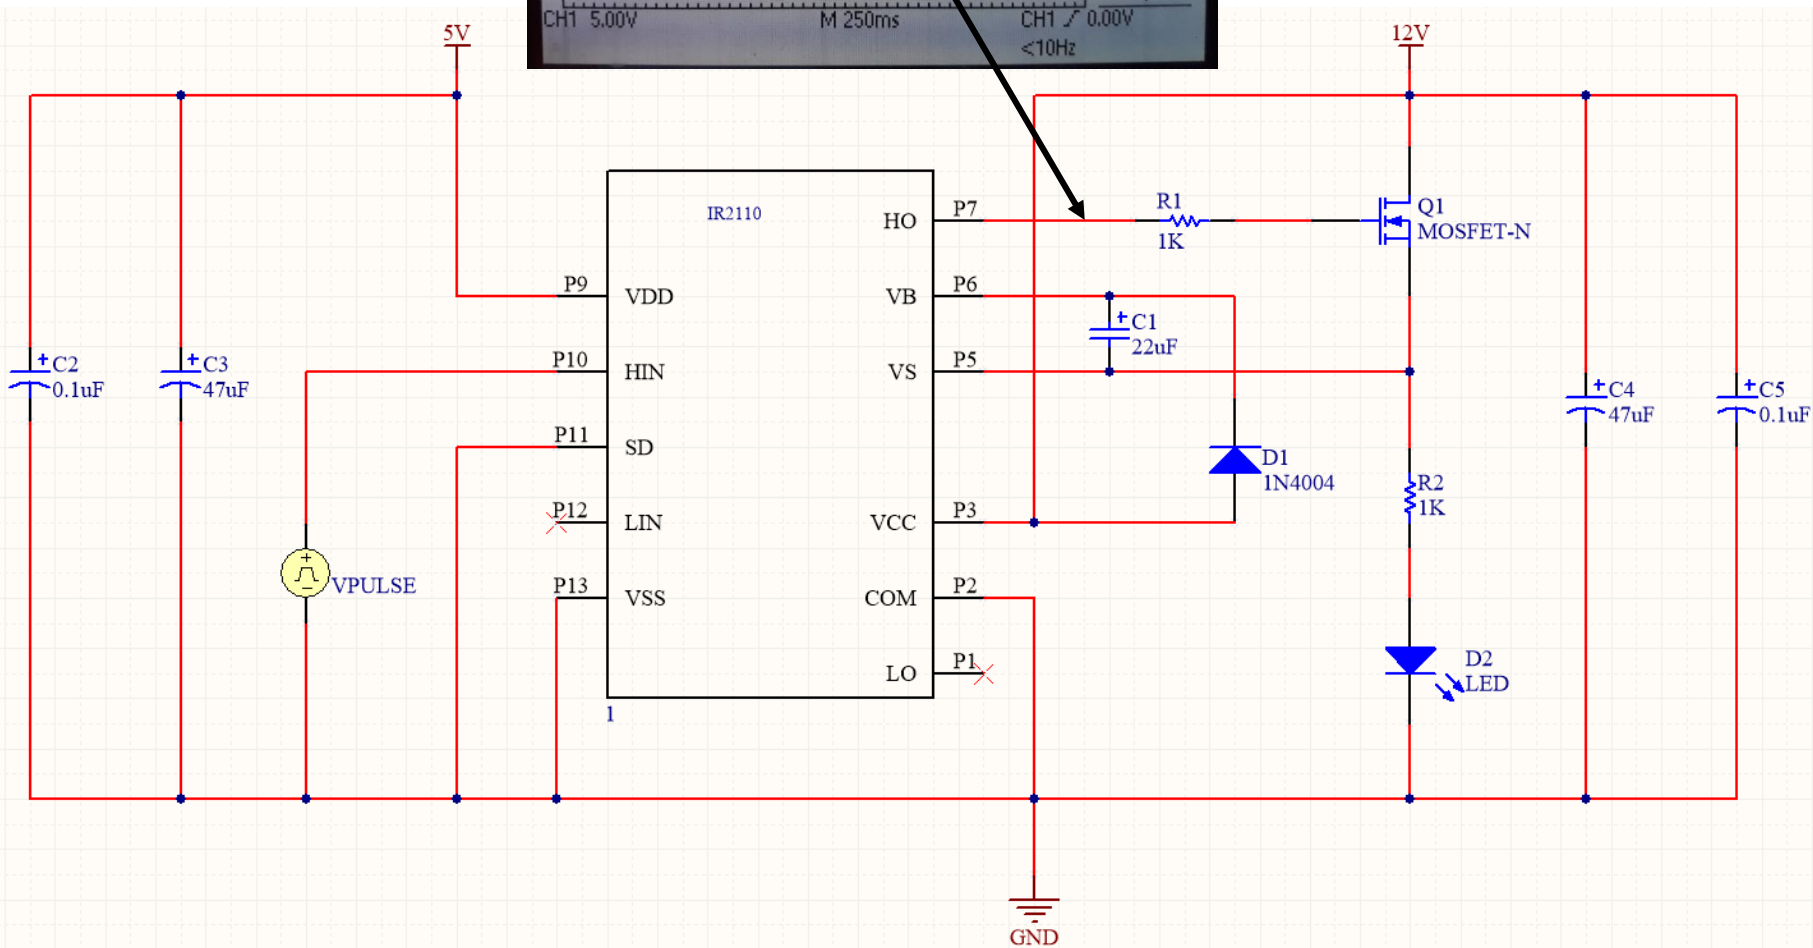 CH1 5.00V
M 250ms
CH1 0.00V
<10Hz
5V
12V
IR2110
HO
P7
R1
1K
Q1
MOSFET-N
P9
VDD
VB
P6
C1
22uF
C2
0.1uF
C3
47uF
P10
HIN
VS
P5
C4
47uF
C5
0.1uF
P11
SD
D1
1N4004
R2
1K
P12
LIN
VCC
P3
VPULSE
P13
VSS
COM
P2
LO
P1
D2
LED
1
GND